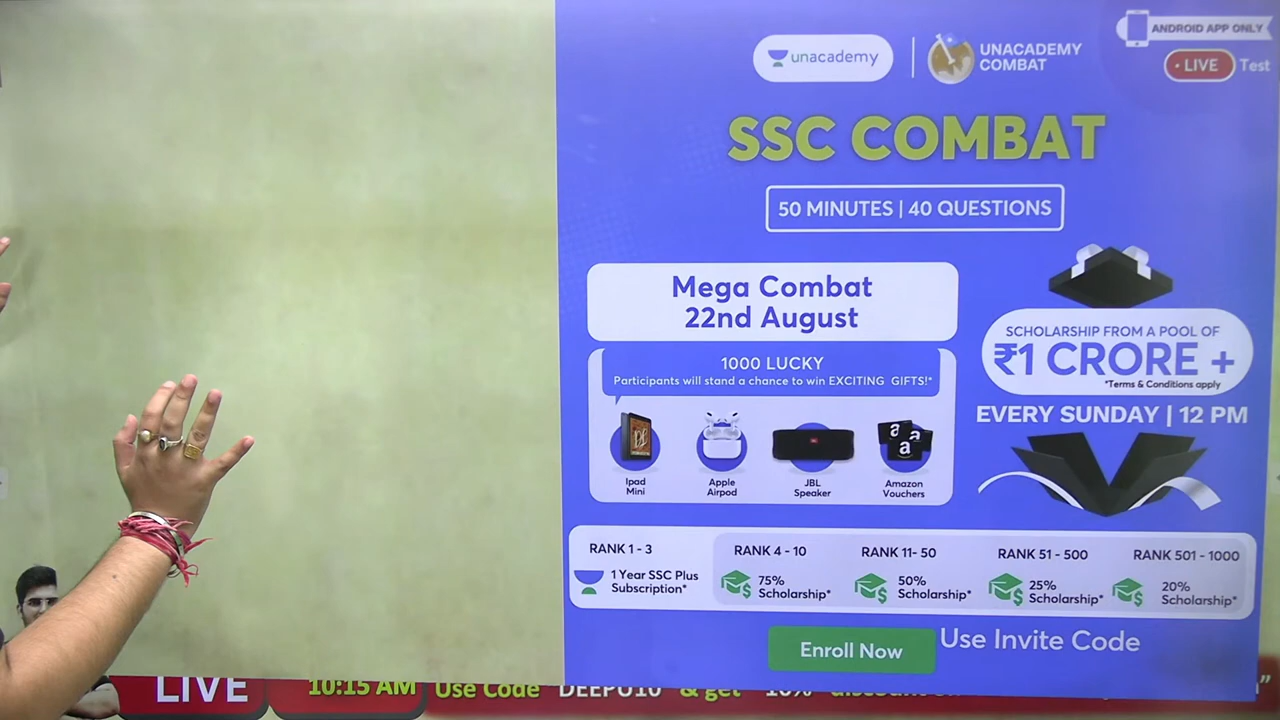 ANDROID APP ONLY
unacademy
UNACADEMY
COMBAT
• LIVE Test
SSC COMBAT
50 MINUTES | 40 QUESTIONS
Mega Combat
22nd August
1000 LUCKY
Participants will stand a chance to win EXCITING GIFTS!*
Ipad
Mini
Apple
Airpod
JBL
Speaker
Amazon
Vouchers
SCHOLARSHIP FROM A POOL OF
₹1 CRORE +
*Terms & Conditions apply
EVERY SUNDAY | 12 PM
RANK 1 - 3
1 Year SSC Plus
Subscription*
RANK 4 - 10
75%
Scholarship*
RANK 11- 50
50%
Scholarship*
RANK 51 - 500
25%
Scholarship*
RANK 501 - 1000
20%
Scholarship*
Enroll Now
Use Invite Code
LIVE
10:15 AM
Use Code "DEEPU10" & get